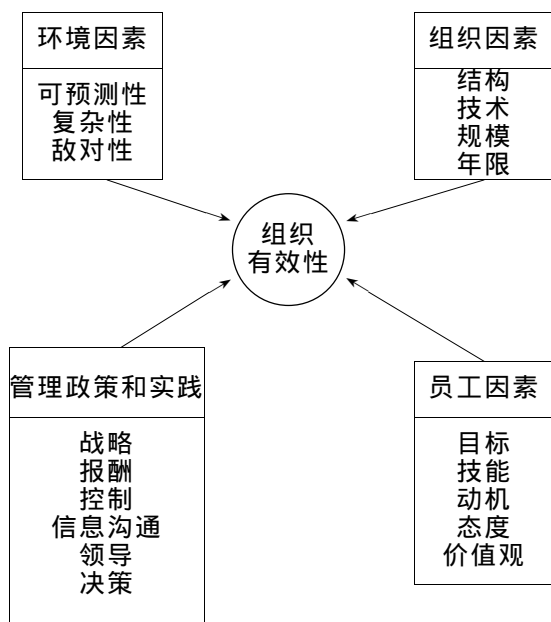 环境因素
可预测性
复杂性
敌对性
组织因素
结构
技术
规模
年限
组织
有效性
管理政策和实践
战略
报酬
控制
信息沟通
领导
决策
员工因素
目标
技能
动机
态度
价值观